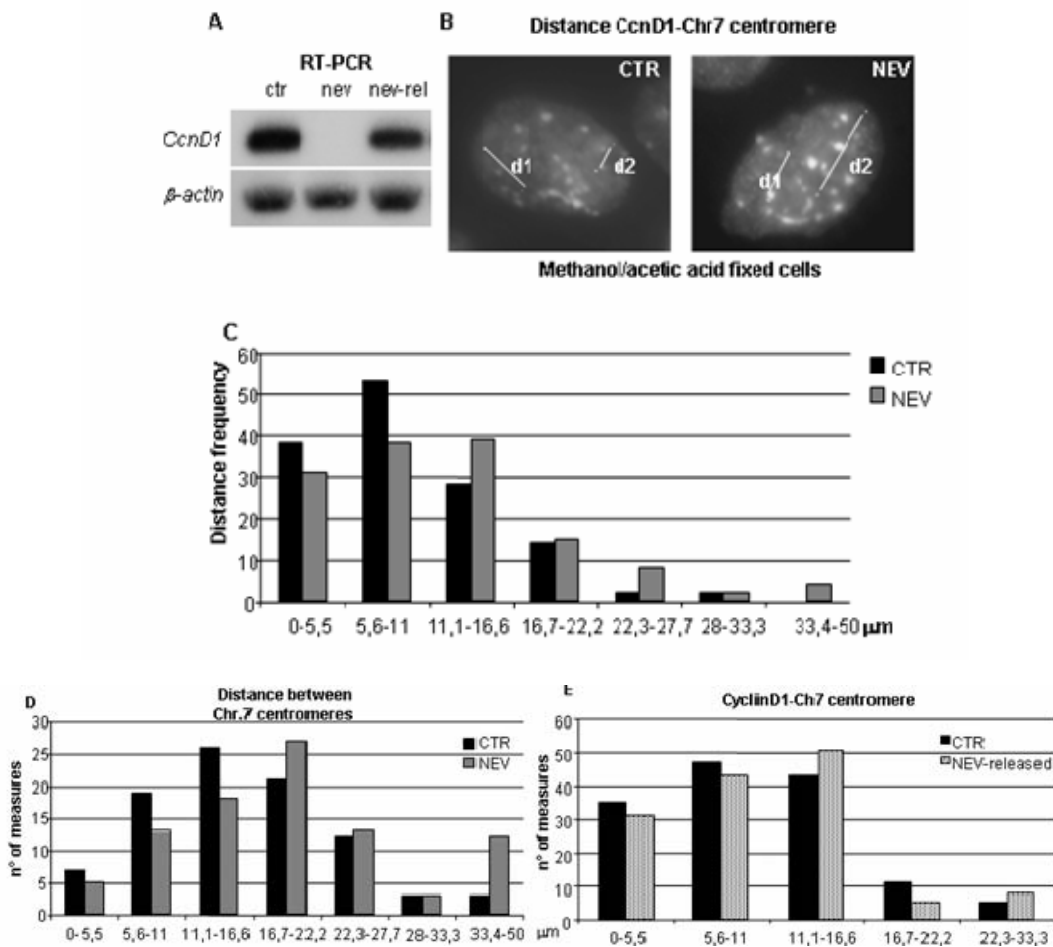 A
RT-PCR
ctr nev nev-rel
CcnD1
β-actin
B
Distance CcnD1-Chr7 centromere
CTR
d1
d2
NEV
d1
d2
Methanol/acetic acid fixed cells
C
Distance frequency
60
50
40
30
20
10
0
0-5,5 5,6-11 11,1-16,6 16,7-22,2 22,3-27,7 28-33,3 33,4-50 μm
CTR
NEV
D
Distance between
Chr.7 centromeres
n° of measures
30
25
20
15
10
5
0
0-5,5 5,6-11 11,1-16,6 16,7-22,2 22,3-27,7 28-33,3 33,4-50 μm
CTR
NEV
E
CycliinD1-Ch7 centromere
n° of measures
60
50
40
30
20
10
0
0-5,5 5,6-11 11,1-16,6 16,7-22,2 22,3-33,3
CTR
NEV-released